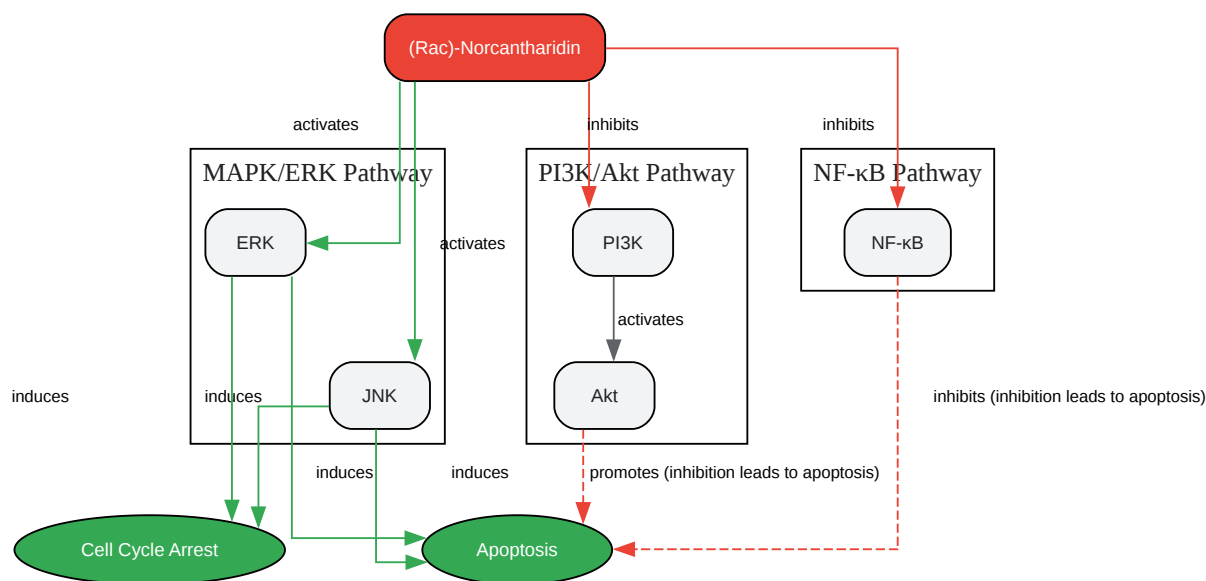 (Rac)-Norcantharidin
activates
inhibits
inhibits
MAPK/ERK Pathway
PI3K/Akt Pathway
NF-κB Pathway
ERK
activates
PI3K
NF-κB
activates
induces
induces
JNK
Akt
inhibits (inhibition leads to apoptosis)
induces
induces
promotes (inhibition leads to apoptosis)
Cell Cycle Arrest
Apoptosis